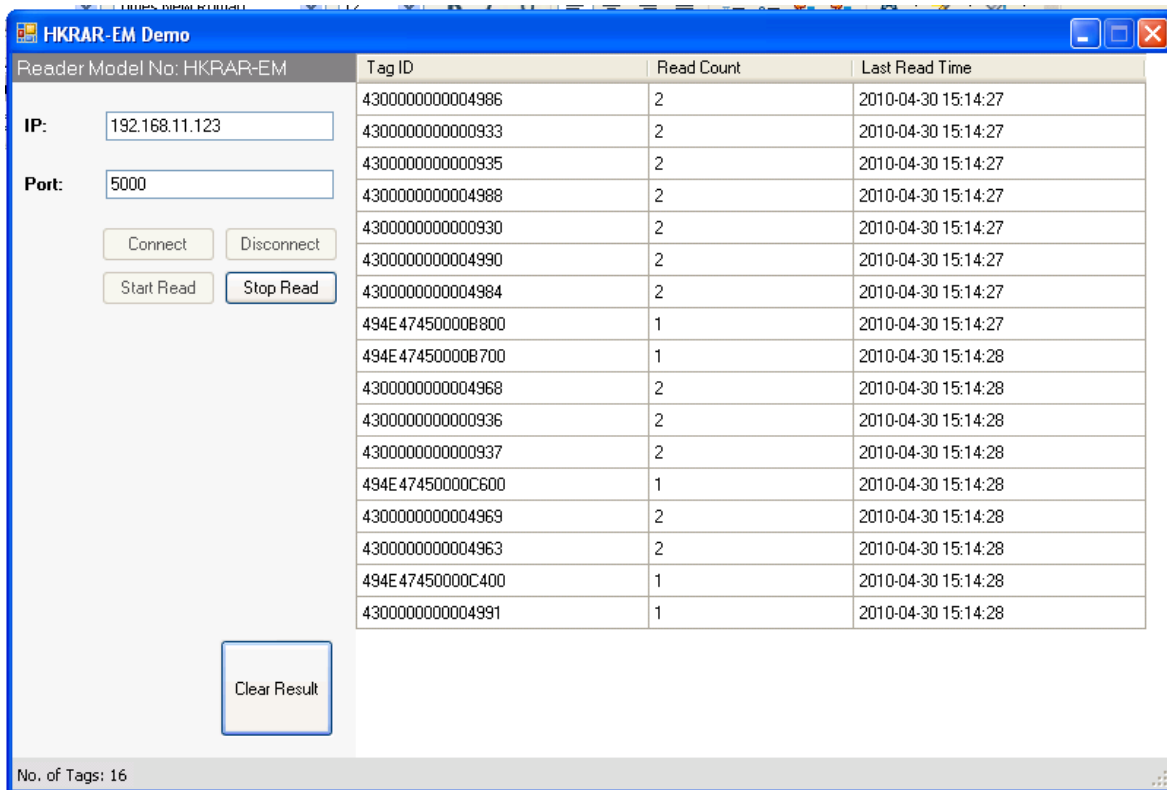 HKRAR-EM Demo
Reader Model No: HKRAR-EM
IP: 192.168.11.123
Port: 5000
Connect Disconnect
Start Read Stop Read
Clear Result
Tag ID Read Count Last Read Time
4300000000004986 2 2010-04-30 15:14:27
4300000000000933 2 2010-04-30 15:14:27
4300000000000935 2 2010-04-30 15:14:27
4300000000004988 2 2010-04-30 15:14:27
4300000000000930 2 2010-04-30 15:14:27
4300000000004990 2 2010-04-30 15:14:27
4300000000004984 2 2010-04-30 15:14:27
494E47450000B800 1 2010-04-30 15:14:27
494E47450000B700 1 2010-04-30 15:14:28
4300000000004968 2 2010-04-30 15:14:28
4300000000000936 2 2010-04-30 15:14:28
4300000000000937 2 2010-04-30 15:14:28
494E47450000C600 1 2010-04-30 15:14:28
4300000000004969 2 2010-04-30 15:14:28
4300000000004963 2 2010-04-30 15:14:28
494E47450000C400 1 2010-04-30 15:14:28
4300000000004991 1 2010-04-30 15:14:28
No. of Tags: 16